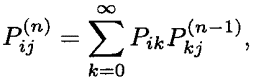 P_{ij}^{(n)} = \sum_{k=0}^{\infty} P_{ik} P_{kj}^{(n-1)},